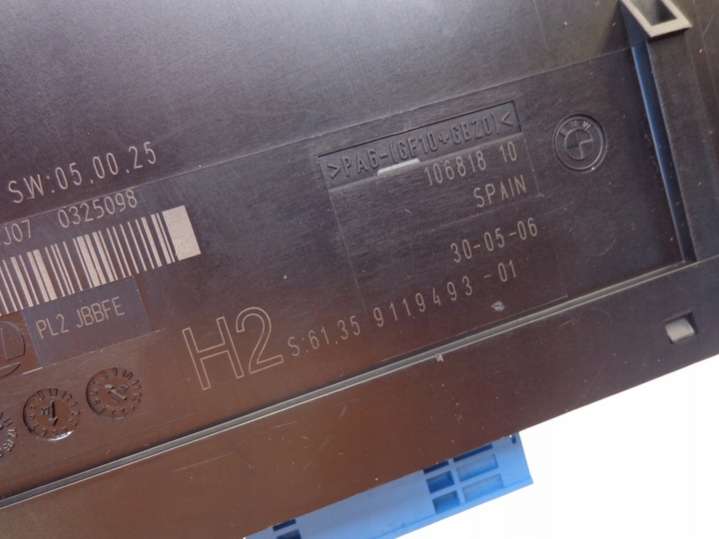 SW:05.00.25
J07 0325098
PL2 JBBFE
H2
S:61.35 9119493-01
>PA6-(GF10+GB20)<
106818 10
SPAIN
30-05-06
BMW